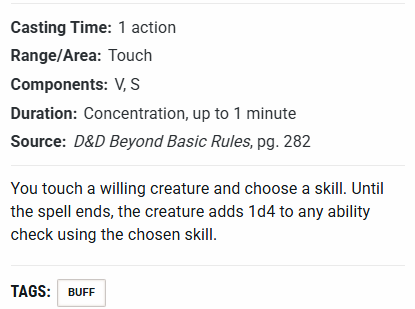 Casting Time: 1 action
Range/Area: Touch
Components: V, S
Duration: Concentration, up to 1 minute
Source: D&D Beyond Basic Rules, pg. 282
You touch a willing creature and choose a skill. Until
the spell ends, the creature adds 1d4 to any ability
check using the chosen skill.
TAGS: BUFF